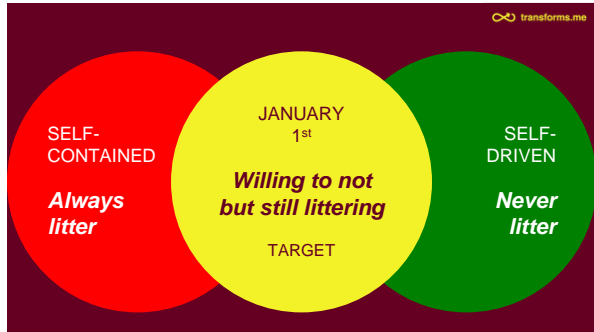 transforms.me
SELF-
CONTAINED
Always
litter
JANUARY
1st
Willing to not
but still littering
TARGET
SELF-
DRIVEN
Never
litter